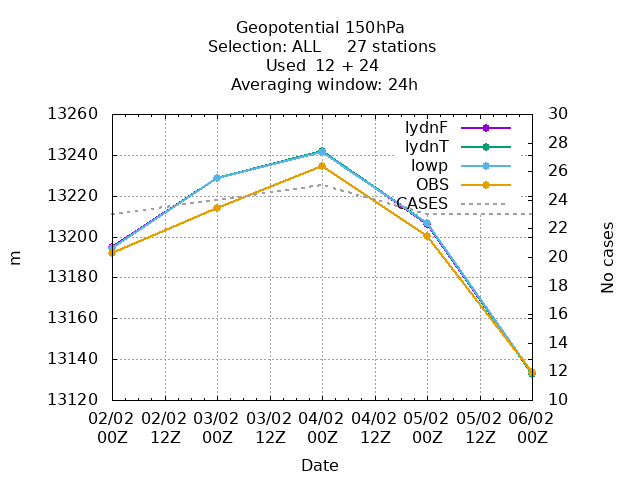 Geopotential 150hPa
Selection: ALL     27 stations
Used  12 + 24
Averaging window: 24h
13260
13240
13220
13200
13180
13160
13140
13120
m
30
28
26
24
22
20
18
16
14
12
10
No cases
lydnF
lydnT
lowp
OBS
CASES
02/02 02/02 03/02 03/02 04/02 04/02 05/02 05/02 06/02
00Z 12Z 00Z 12Z 00Z 12Z 00Z 12Z 00Z
Date